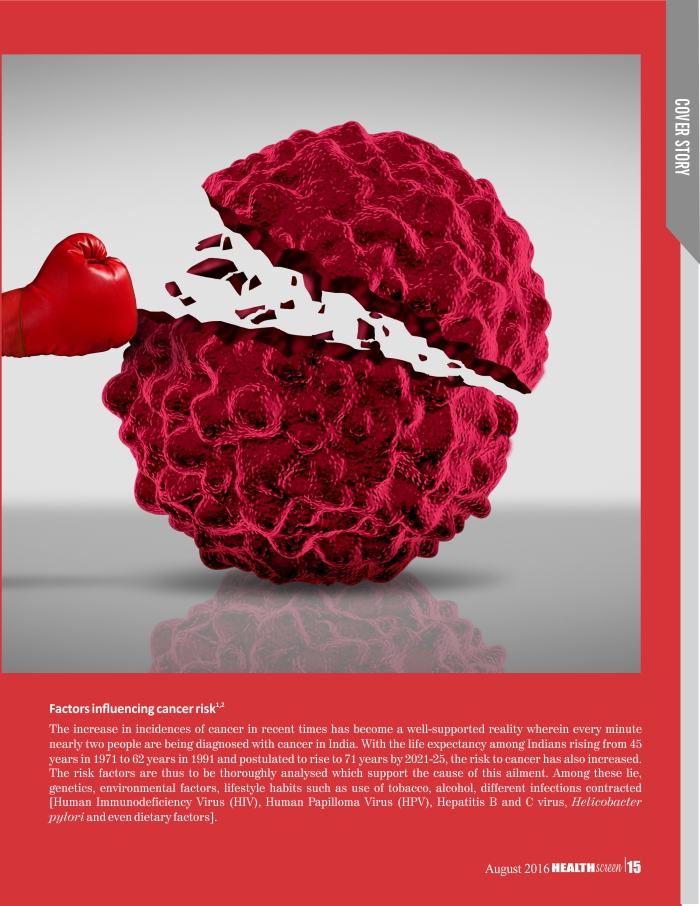 COVER STORY
Factors influencing cancer risk1,2
The increase in incidences of cancer in recent times has become a well-supported reality wherein every minute
nearly two people are being diagnosed with cancer in India. With the life expectancy among Indians rising from 45
years in 1971 to 62 years in 1991 and postulated to rise to 71 years by 2021-25, the risk to cancer has also increased.
The risk factors are thus to be thoroughly analysed which support the cause of this ailment. Among these lie,
genetics, environmental factors, lifestyle habits such as use of tobacco, alcohol, different infections contracted
[Human Immunodeficiency Virus (HIV), Human Papilloma Virus (HPV), Hepatitis B and C virus, Helicobacter
pylori and even dietary factors].
August 2016 HEALTH screen |15